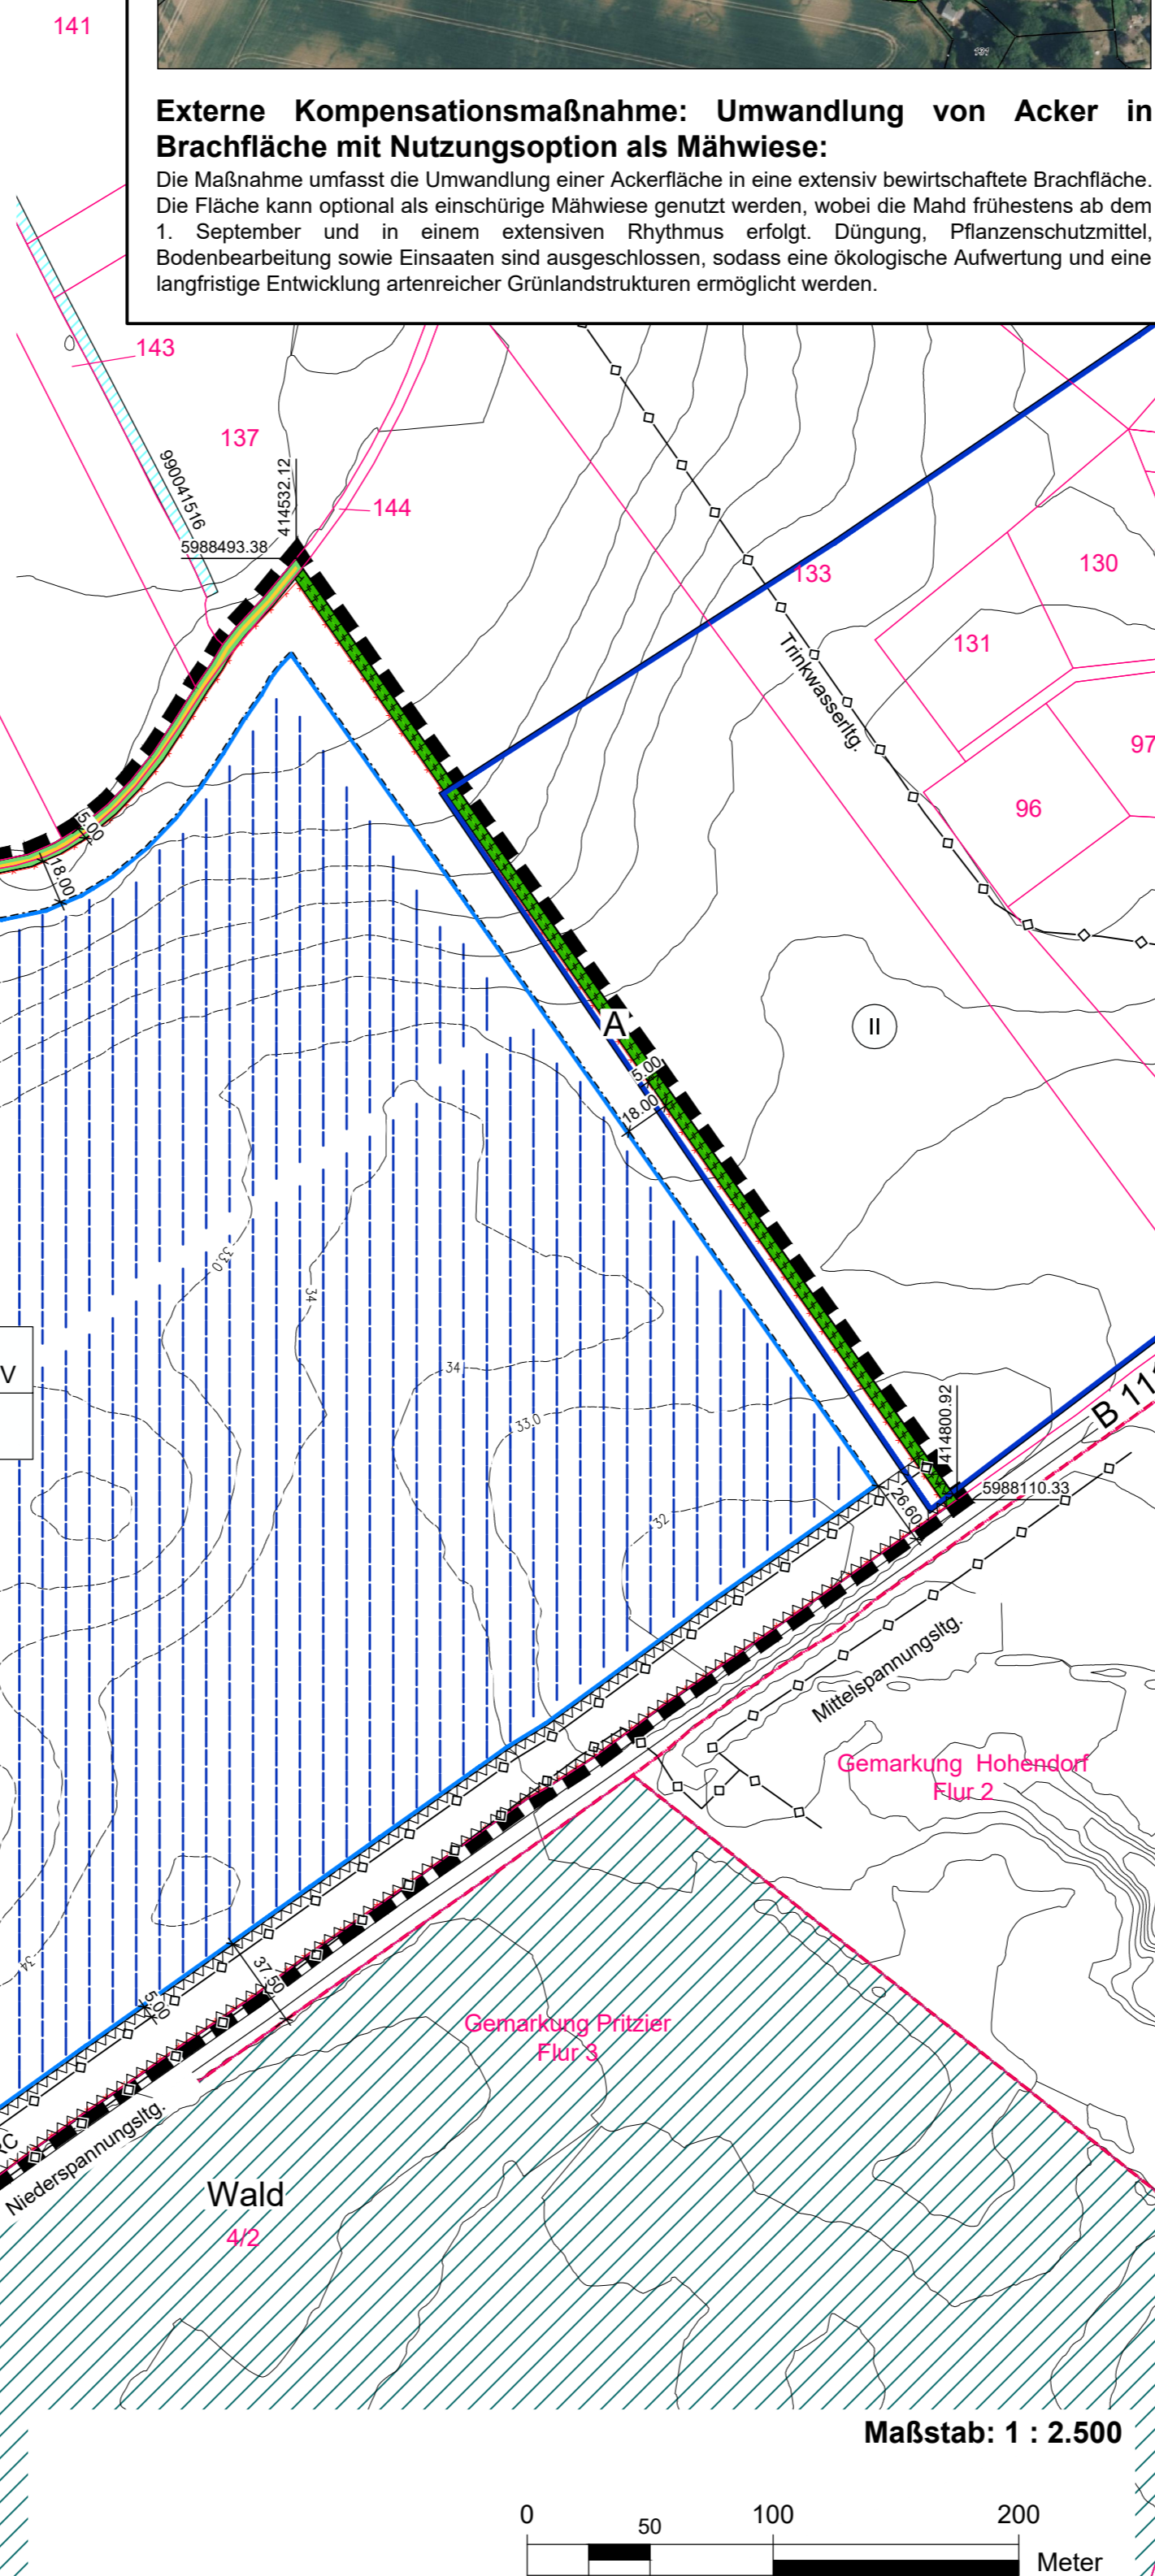 141
Externe Kompensationsmaßnahme: Umwandlung von Acker in
Brachfläche mit Nutzungsoption als Mähwiese:
Die Maßnahme umfasst die Umwandlung einer Ackerfläche in eine extensiv bewirtschaftete Brachfläche.
Die Fläche kann optional als einschürige Mähwiese genutzt werden, wobei die Mahd frühestens ab dem
1. September und in einem extensiven Rhythmus erfolgt. Düngung, Pflanzenschutzmittel,
Bodenbearbeitung sowie Einsaaten sind ausgeschlossen, sodass eine ökologische Aufwertung und eine
langfristige Entwicklung artenreicher Grünlandstrukturen ermöglicht werden.
143
137
990041516
414532.12
144
5988493.38
133
130
131
Trinkwasserltg.
97
96
5.00
18.00
II
A
5.00
18.00
33.0
34
V
34
33.0
414800.92
B 111
5988110.33
26.60
32
Mittelspannungsltg.
Gemarkung Hohendorf
Flur 2
34
37.50
5.00
Gemarkung Pritzier
Flur 3
Niederspannungsltg.
Wald
4/2
Maßstab: 1 : 2.500
0 50 100 200
Meter